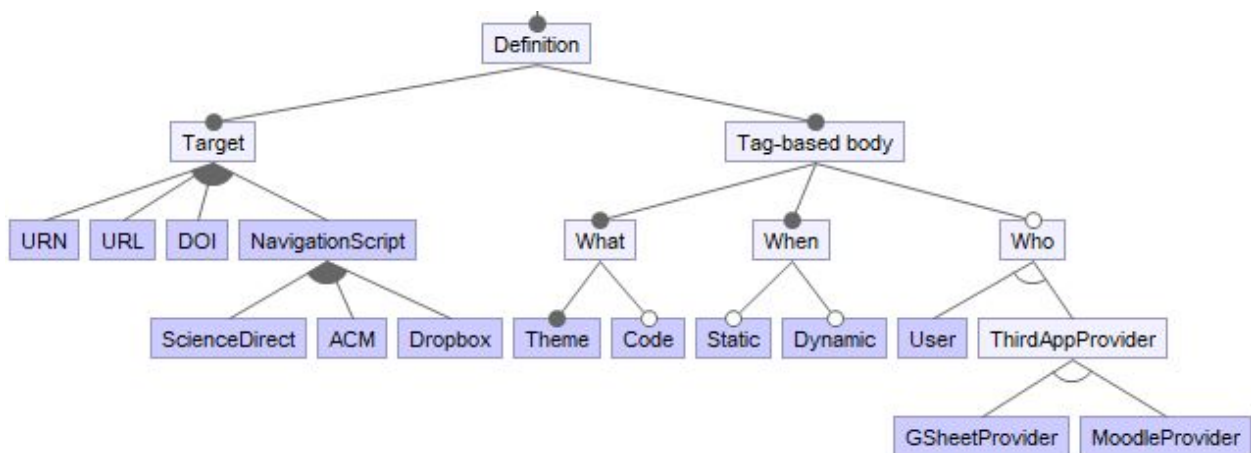 Definition
Target
Tag-based body
URN
URL
DOI
NavigationScript
What
When
Who
ScienceDirect
ACM
Dropbox
Theme
Code
Static
Dynamic
User
ThirdAppProvider
GSheetProvider
MoodleProvider